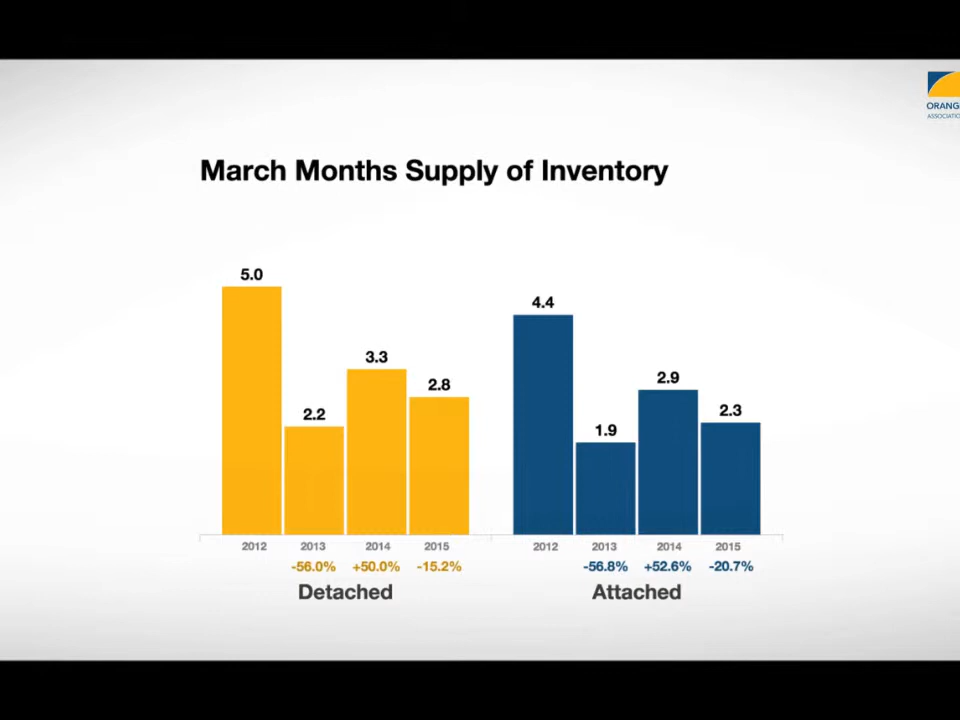 ORANG
ASSOCIATIO
March Months Supply of Inventory
5.0
2.2
3.3
2.8
4.4
1.9
2.9
2.3
2012 2013 2014 2015
-56.0% +50.0% -15.2%
Detached
2012 2013 2014 2015
-56.8% +52.6% -20.7%
Attached